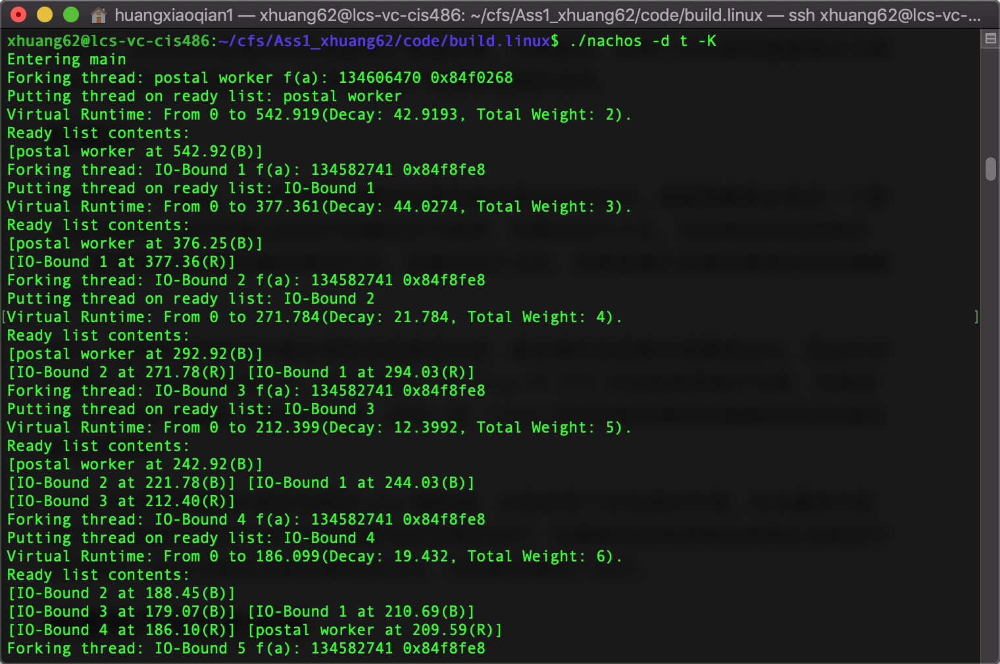 huangxiaoqian1 — xhuang62@lcs-vc-cis486: ~/cfs/Ass1_xhuang62/code/build.linux — ssh xhuang62@lcs-vc-...
xhuang62@lcs-vc-cis486:~/cfs/Ass1_xhuang62/code/build.linux$ ./nachos -d t -K
Entering main
Forking thread: postal worker f(a): 134606470 0x84f0268
Putting thread on ready list: postal worker
Virtual Runtime: From 0 to 542.919(Decay: 42.9193, Total Weight: 2).
Ready list contents:
[postal worker at 542.92(B)]
Forking thread: IO-Bound 1 f(a): 134582741 0x84f8fe8
Putting thread on ready list: IO-Bound 1
Virtual Runtime: From 0 to 377.361(Decay: 44.0274, Total Weight: 3).
Ready list contents:
[postal worker at 376.25(B)]
[IO-Bound 1 at 377.36(R)]
Forking thread: IO-Bound 2 f(a): 134582741 0x84f8fe8
Putting thread on ready list: IO-Bound 2
[Virtual Runtime: From 0 to 271.784(Decay: 21.784, Total Weight: 4). ]
Ready list contents:
[postal worker at 292.92(B)]
[IO-Bound 2 at 271.78(R)] [IO-Bound 1 at 294.03(R)]
Forking thread: IO-Bound 3 f(a): 134582741 0x84f8fe8
Putting thread on ready list: IO-Bound 3
Virtual Runtime: From 0 to 212.399(Decay: 12.3992, Total Weight: 5).
Ready list contents:
[postal worker at 242.92(B)]
[IO-Bound 2 at 221.78(B)] [IO-Bound 1 at 244.03(B)]
[IO-Bound 3 at 212.40(R)]
Forking thread: IO-Bound 4 f(a): 134582741 0x84f8fe8
Putting thread on ready list: IO-Bound 4
Virtual Runtime: From 0 to 186.099(Decay: 19.432, Total Weight: 6).
Ready list contents:
[IO-Bound 2 at 188.45(B)]
[IO-Bound 3 at 179.07(B)] [IO-Bound 1 at 210.69(B)]
[IO-Bound 4 at 186.10(R)] [postal worker at 209.59(R)]
Forking thread: IO-Bound 5 f(a): 134582741 0x84f8fe8